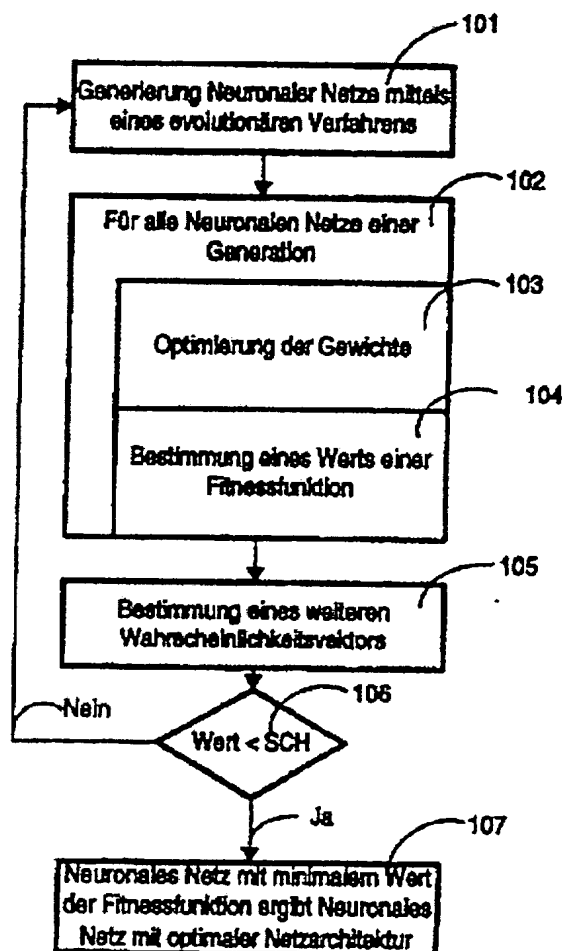 101
Generierung Neuronaler Netze mittels
eines evolutionären Verfahrens
102
Für alle Neuronalen Netze einer
Generation
103
Optimierung der Gewichte
104
Bestimmung eines Werts einer
Fitnessfunktion
105
Bestimmung eines weiteren
Wahrscheinlichkeitsvektors
106
Nein
Wert < SCH
Ja
107
Neuronales Netz mit minimalem Wert
der Fitnessfunktion ergibt Neuronales
Netz mit optimaler Netzarchitektur